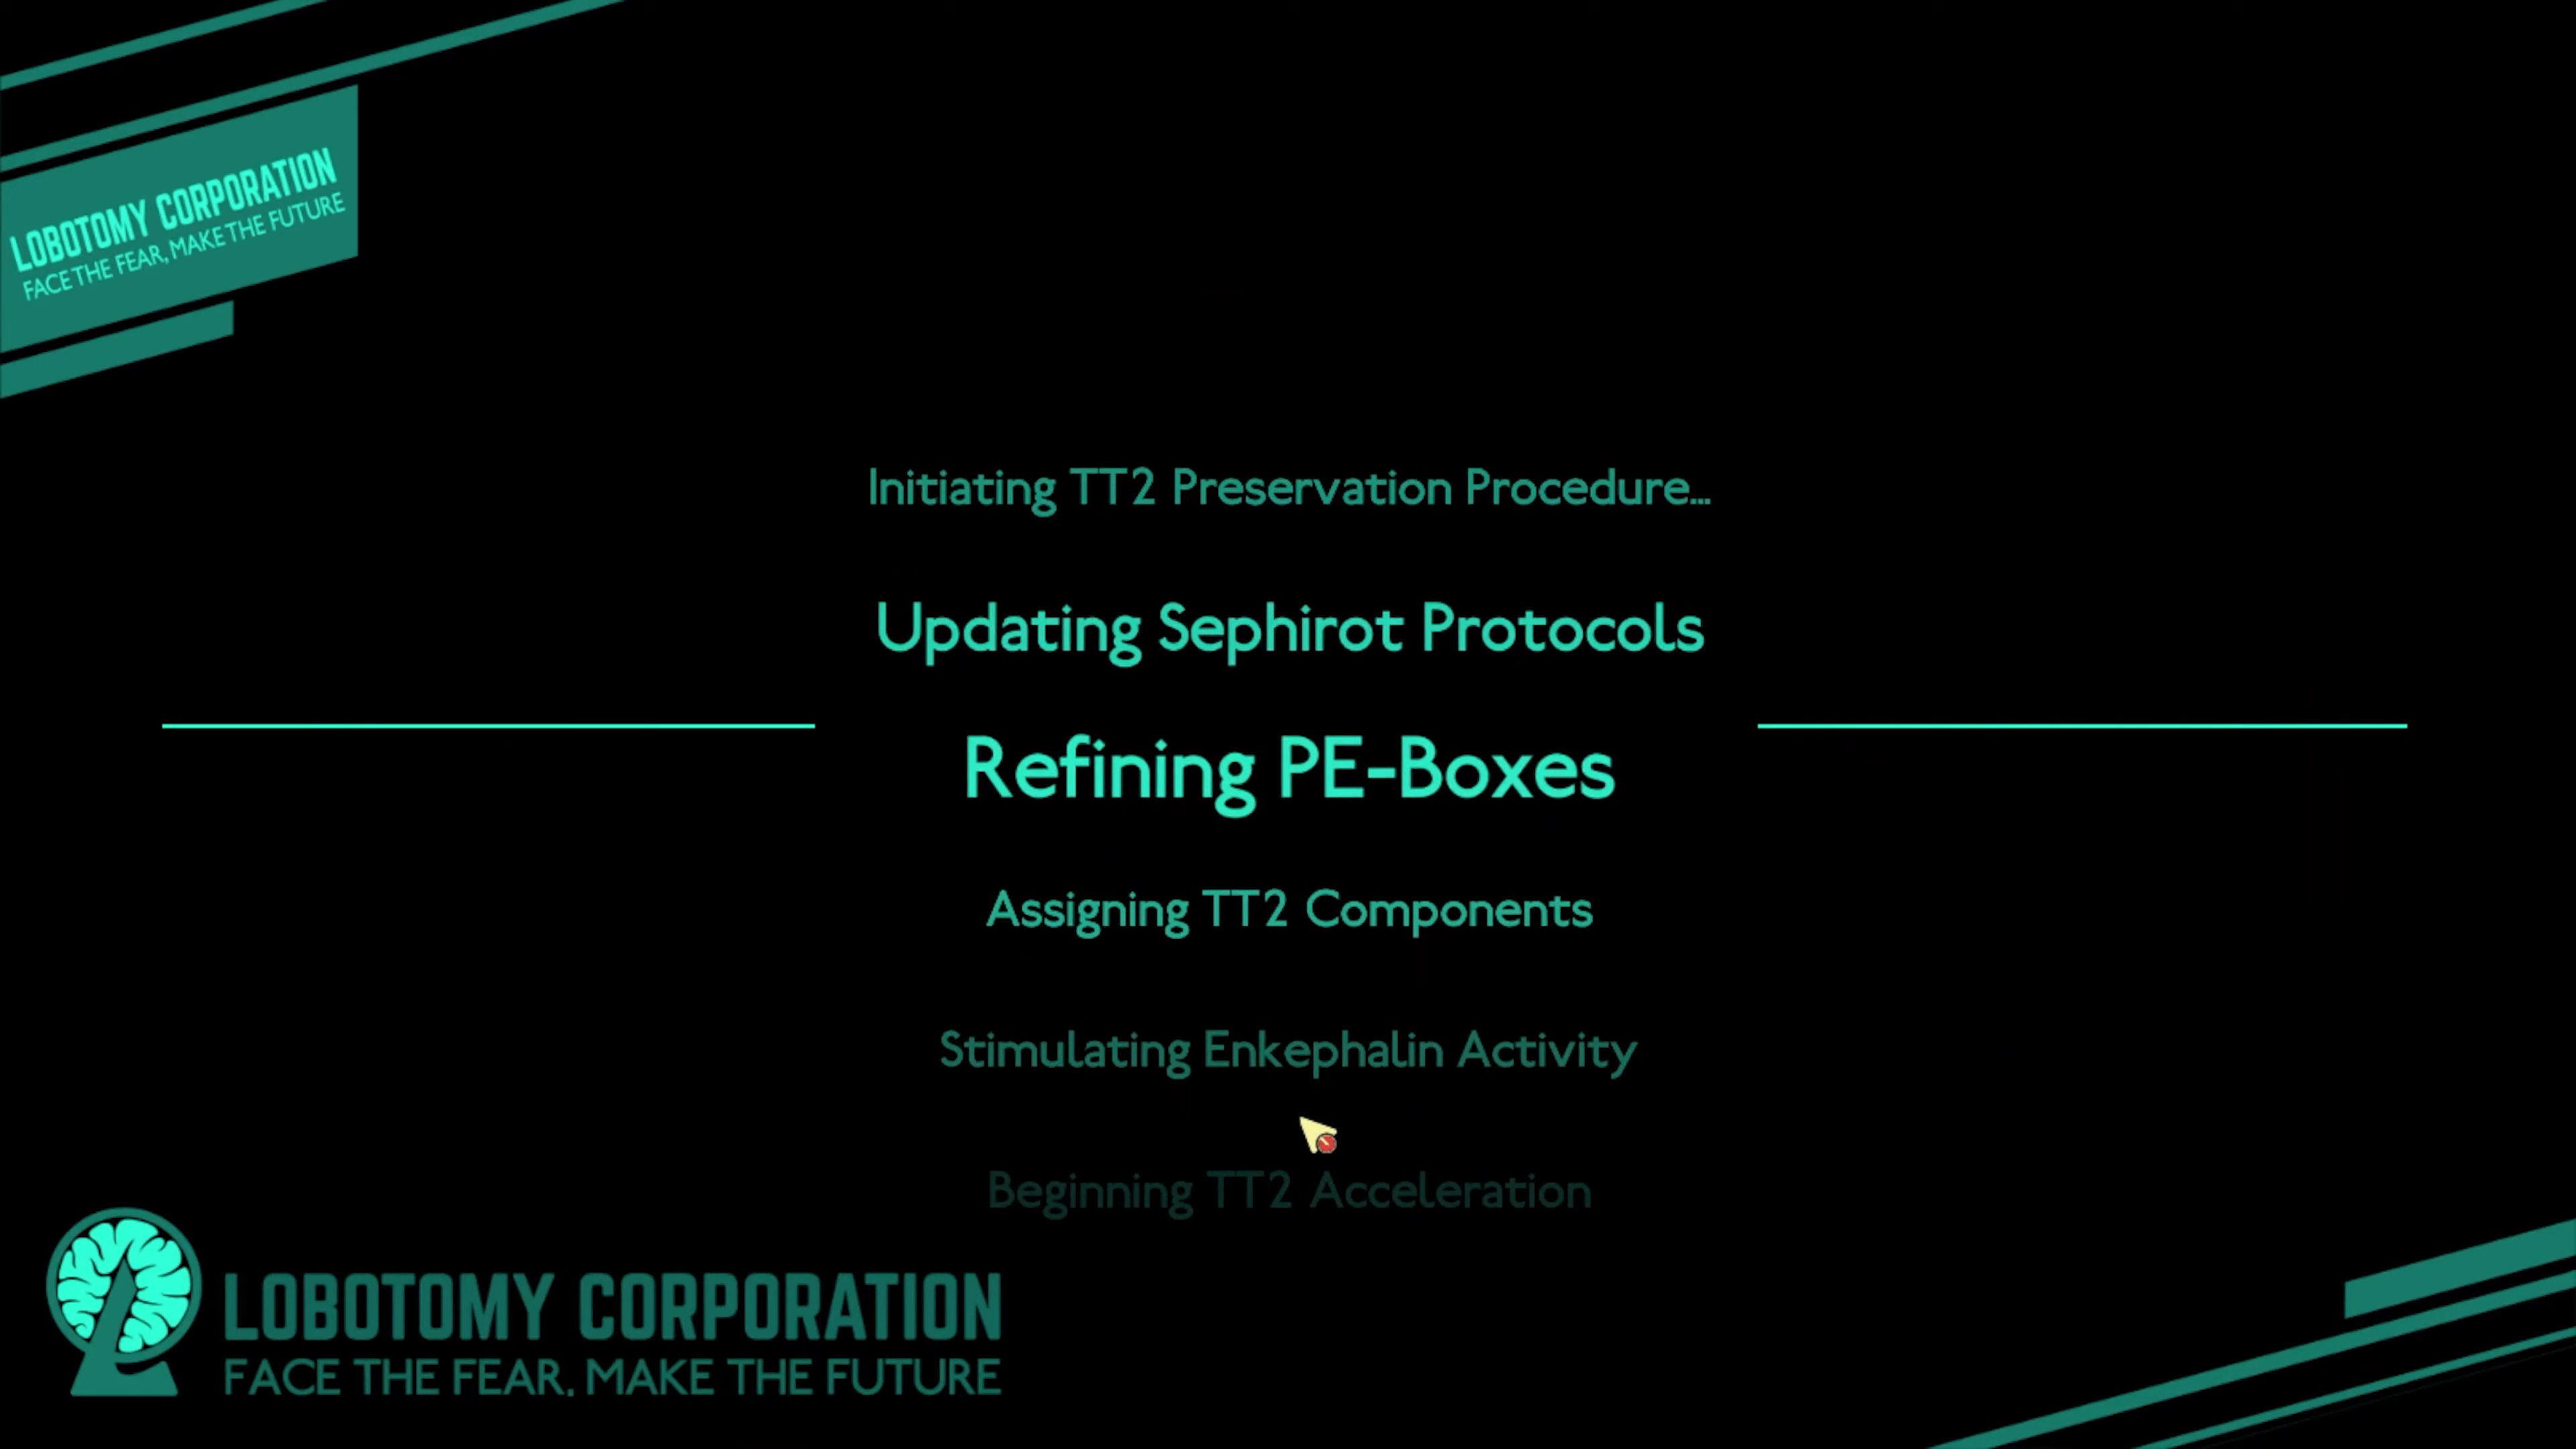 LOBOTOMY CORPORATION
FACE THE FEAR, MAKE THE FUTURE
Initiating TT2 Preservation Procedure...
Updating Sephirot Protocols
Refining PE-Boxes
Assigning TT2 Components
Stimulating Enkephalin Activity
Beginning TT2 Acceleration
LOBOTOMY CORPORATION
FACE THE FEAR, MAKE THE FUTURE